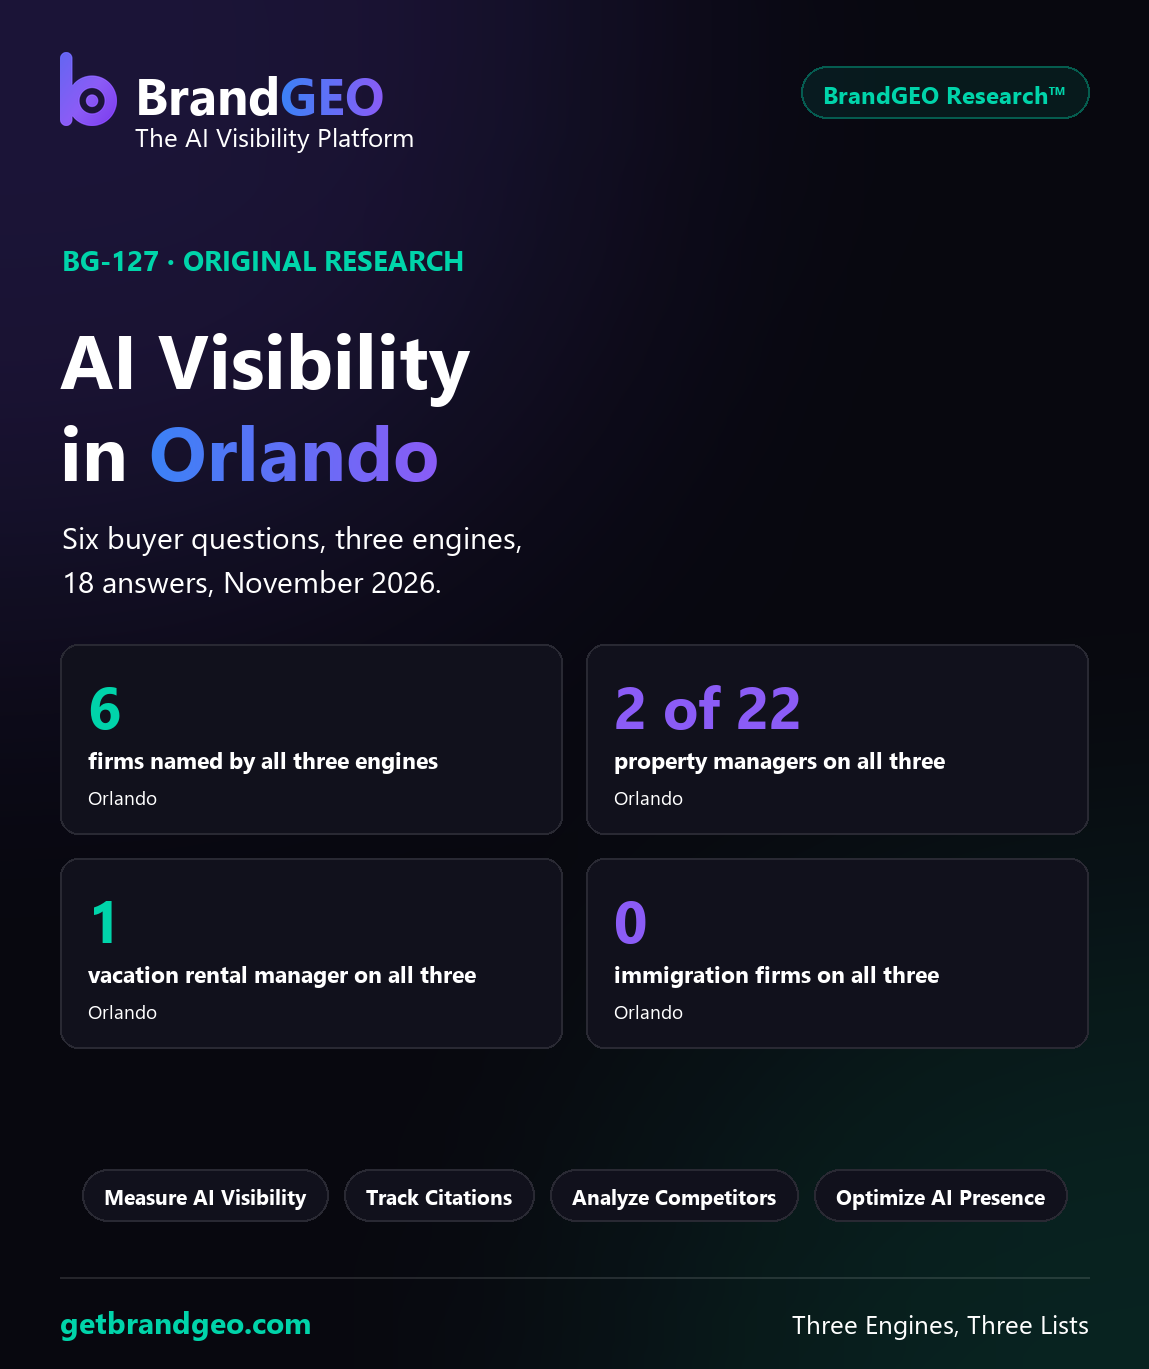 BrandGEO
The AI Visibility Platform
BrandGEO Research™
BG-127 · ORIGINAL RESEARCH
AI Visibility
in Orlando
Six buyer questions, three engines,
18 answers, November 2026.
6
firms named by all three engines
Orlando
2 of 22
property managers on all three
Orlando
1
vacation rental manager on all three
Orlando
0
immigration firms on all three
Orlando
Measure AI Visibility
Track Citations
Analyze Competitors
Optimize AI Presence
getbrandgeo.com
Three Engines, Three Lists